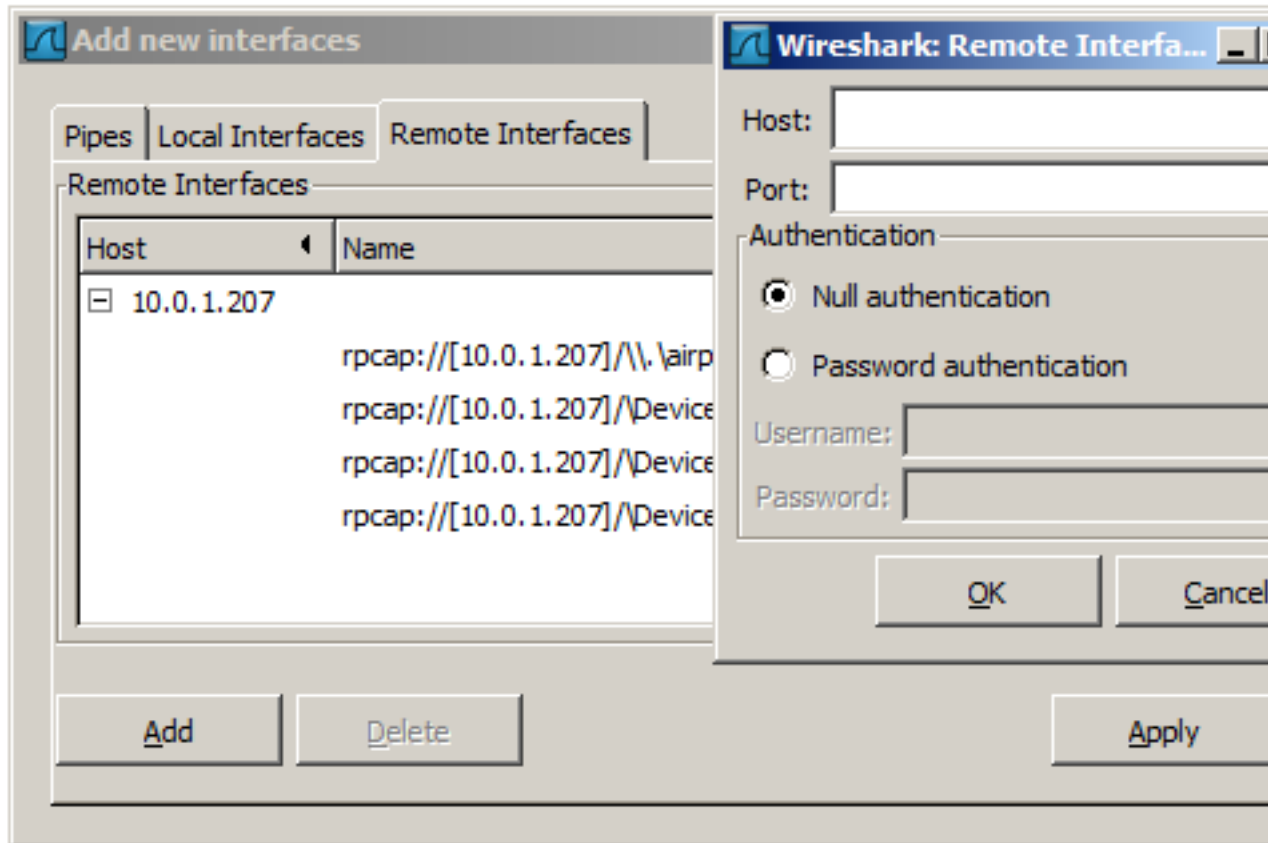 Add new interfaces
Pipes Local Interfaces Remote Interfaces
Remote Interfaces
Host Name
10.0.1.207
rpcap://[10.0.1.207]/\\.\airp
rpcap://[10.0.1.207]/\Device
rpcap://[10.0.1.207]/\Device
rpcap://[10.0.1.207]/\Device
Add Delete
Apply
Wireshark: Remote Interfa...
Host:
Port:
Authentication
Null authentication
Password authentication
Username:
Password:
OK Cancel